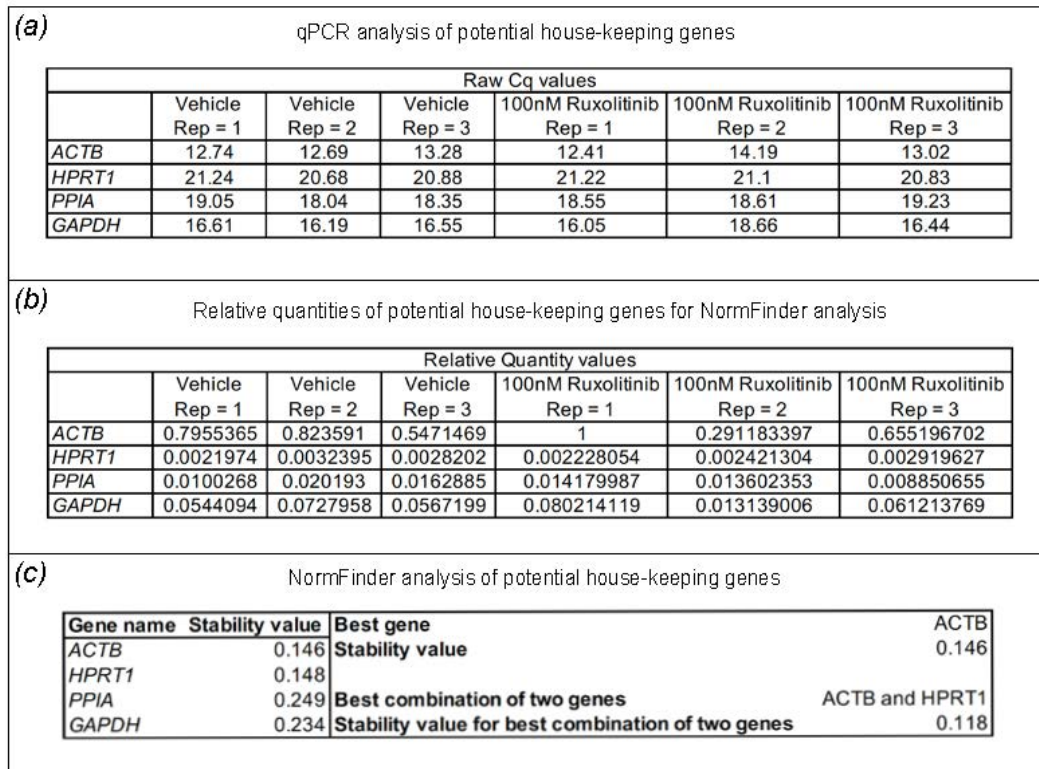 (a)
qPCR analysis of potential house-keeping genes
Raw Cq values
Vehicle Vehicle Vehicle 100nM Ruxolitinib 100nM Ruxolitinib 100nM Ruxolitinib
Rep = 1 Rep = 2 Rep = 3 Rep = 1 Rep = 2 Rep = 3
ACTB 12.74 12.69 13.28 12.41 14.19 13.02
HPRT1 21.24 20.68 20.88 21.22 21.1 20.83
PPIA 19.05 18.04 18.35 18.55 18.61 19.23
GAPDH 16.61 16.19 16.55 16.05 18.66 16.44
(b)
Relative quantities of potential house-keeping genes for NormFinder analysis
Relative Quantity values
Vehicle Vehicle Vehicle 100nM Ruxolitinib 100nM Ruxolitinib 100nM Ruxolitinib
Rep = 1 Rep = 2 Rep = 3 Rep = 1 Rep = 2 Rep = 3
ACTB 0.7955365 0.823591 0.5471469 1 0.291183397 0.655196702
HPRT1 0.0021974 0.0032395 0.0028202 0.002228054 0.002421304 0.002919627
PPIA 0.0100268 0.020193 0.0162885 0.014179987 0.013602353 0.008850655
GAPDH 0.0544094 0.0727958 0.0567199 0.080214119 0.013139006 0.061213769
(c)
NormFinder analysis of potential house-keeping genes
Gene name Stability value Best gene ACTB
ACTB 0.146 Stability value 0.146
HPRT1 0.148
PPIA 0.249 Best combination of two genes ACTB and HPRT1
GAPDH 0.234 Stability value for best combination of two genes 0.118